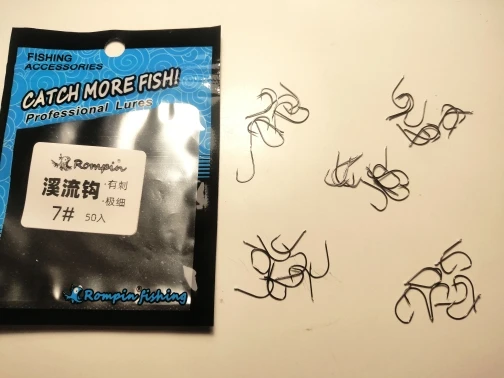 FISHING
ACCESSORIES
CATCH MORE FISH!
Professional Lures
Rompin
溪流钩
·有刺
·极细
7# 50入
Rompin fishing